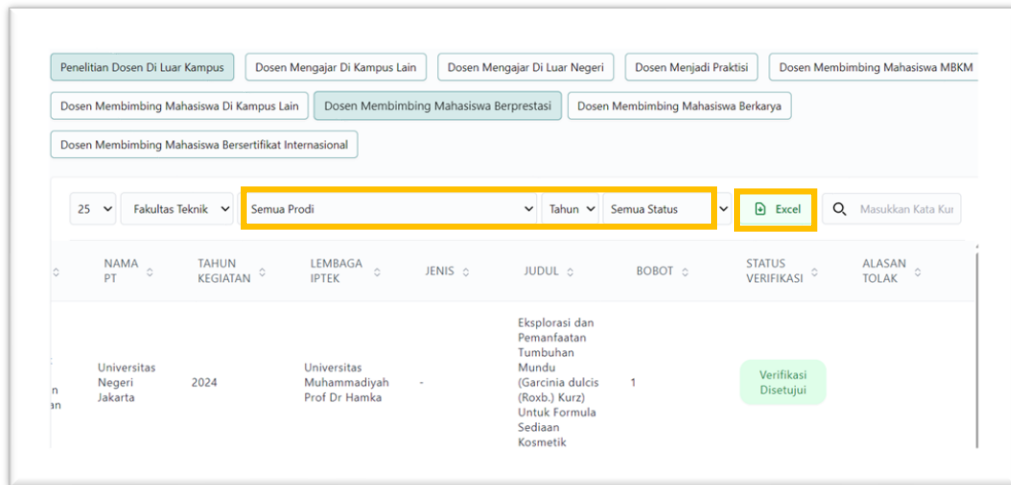 Penelitian Dosen Di Luar Kampus Dosen Mengajar Di Kampus Lain Dosen Mengajar Di Luar Negeri Dosen Menjadi Praktisi Dosen Membimbing Mahasiswa MBKM
Dosen Membimbing Mahasiswa Di Kampus Lain Dosen Membimbing Mahasiswa Berprestasi Dosen Membimbing Mahasiswa Berkarya
Dosen Membimbing Mahasiswa Bersertifikat Internasional
25 Fakultas Teknik Semua Prodi Tahun Semua Status Excel Masukkan Kata Kur
NAMA PT TAHUN KEGIATAN LEMBAGA IPTEK JENIS JUDUL BOBOT STATUS VERIFIKASI ALASAN TOLAK
Universitas
Negeri
Jakarta
2024
Universitas
Muhammadiyah
Prof Dr Hamka
-
Eksplorasi dan
Pemanfaatan
Tumbuhan
Mundu
(Garcinia dulcis
(Roxb.) Kurz)
Untuk Formula
Sediaan
Kosmetik
1
Verifikasi
Disetujui